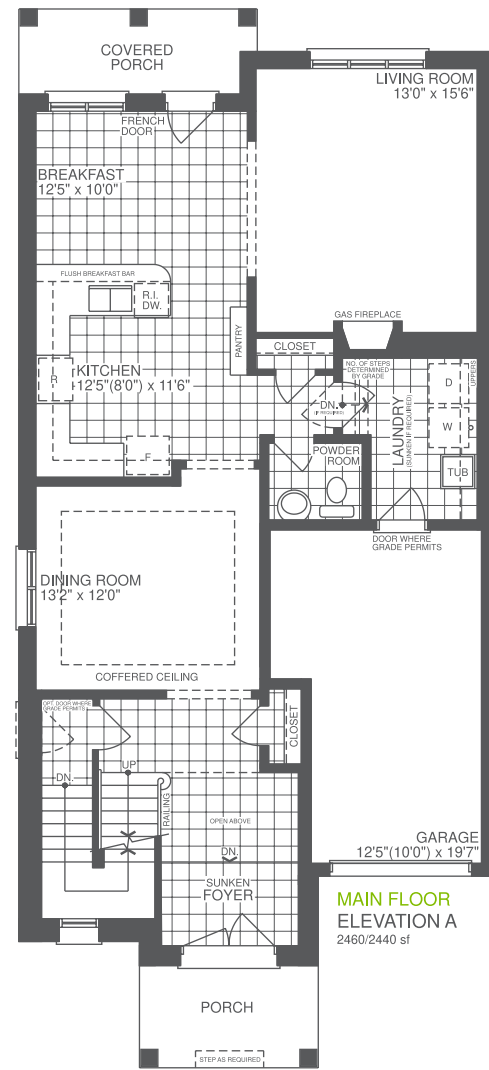 COVERED
PORCH
LIVING ROOM
13'0" x 15'6"
FRENCH
DOOR
BREAKFAST
12'5" x 10'0"
FLUSH BREAKFAST BAR
R.I.
DW.
GAS FIREPLACE
PANTRY
CLOSET
NO. OF STEPS
DETERMINED
BY GRADE
R
KITCHEN
12'5"(8'0") x 11'6"
D
UPPERS
DN.
(IF REQUIRED)
LAUNDRY
(SUNKEN IF REQUIRED)
W
F
POWDER
ROOM
TUB
DOOR WHERE
GRADE PERMITS
DINING ROOM
13'2" x 12'0"
COFFERED CEILING
OPT. DOOR WHERE
GRADE PERMITS
CLOSET
UP
DN.
RAILING
OPEN ABOVE
DN.
GARAGE
12'5"(10'0") x 19'7"
SUNKEN
FOYER
MAIN FLOOR
ELEVATION A
2460/2440 sf
PORCH
STEP AS REQUIRED